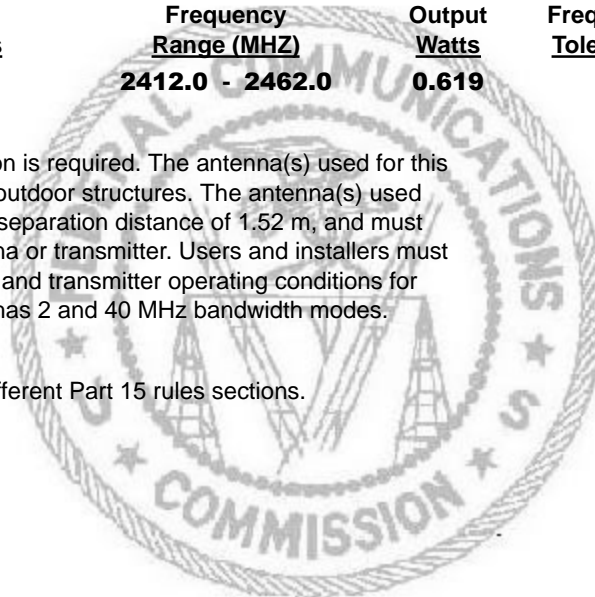 Frequency Output
Range (MHZ) Watts
2412.0 - 2462.0 0.619
on is required. The antenna(s) used for this
outdoor structures. The antenna(s) used
separation distance of 1.52 m, and must
na or transmitter. Users and installers must
and transmitter operating conditions for
has 2 and 40 MHz bandwidth modes.
fferent Part 15 rules sections.
COMMUNICATIONS
COMMISSION